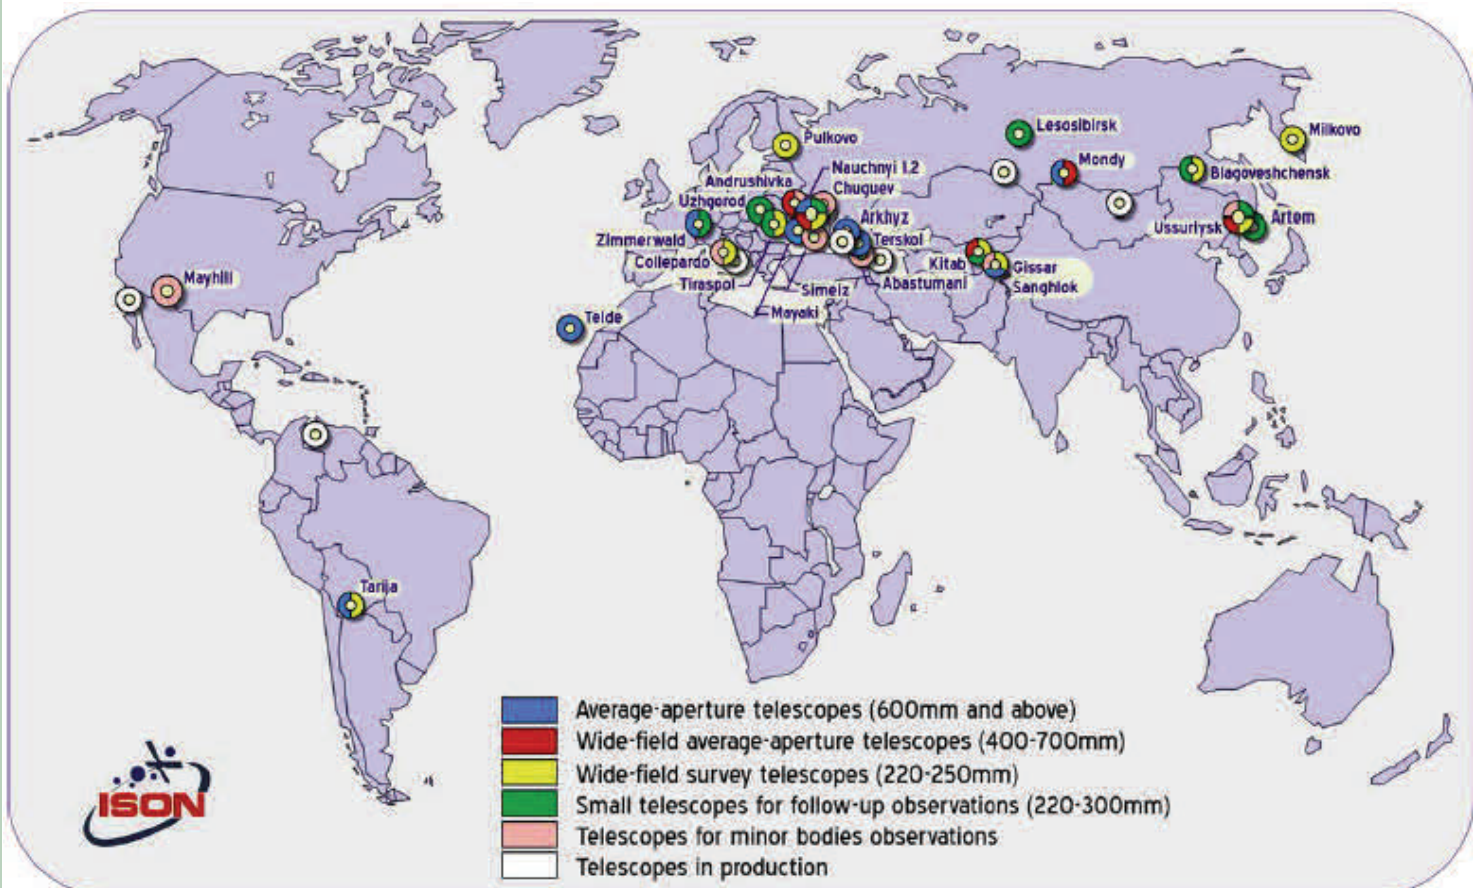 Lesosibirsk
Milkovo
Pulkovo
Mondy
Nauchnyi 1.2
Blagoveshchensk
Andrushivka
Chuguev
Uzhgorod
Arkhyz
Artem
Ussuriysk
Zimmerwald
Terskol
Collepardo
Kitab
Gissar
Sanglok
Mayhill
Tiraspol
Simeiz
Abastumani
Mayaki
Teide
Tarija
Average-aperture telescopes (600mm and above)
Wide-field average-aperture telescopes (400-700mm)
Wide-field survey telescopes (220-250mm)
Small telescopes for follow-up observations (220-300mm)
Telescopes for minor bodies observations
Telescopes in production
ISON